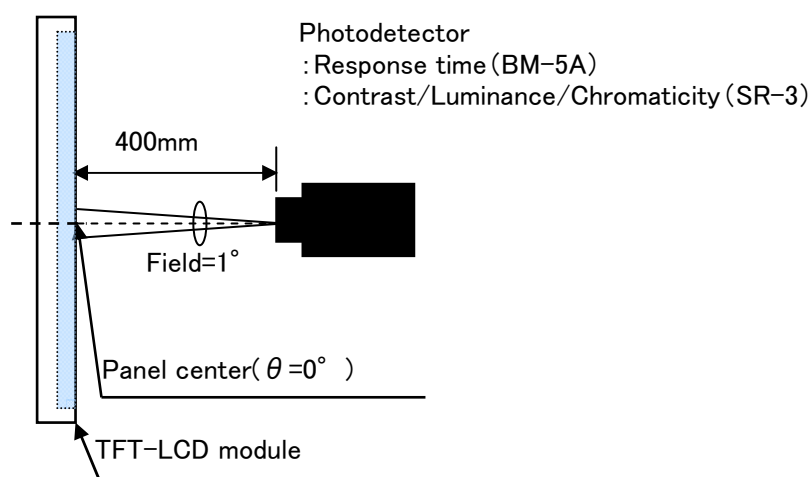 Photodetector
:Response time(BM-5A)
:Contrast/Luminance/Chromaticity(SR-3)
400mm
Field=1°
Panel center(θ=0° )
TFT-LCD module